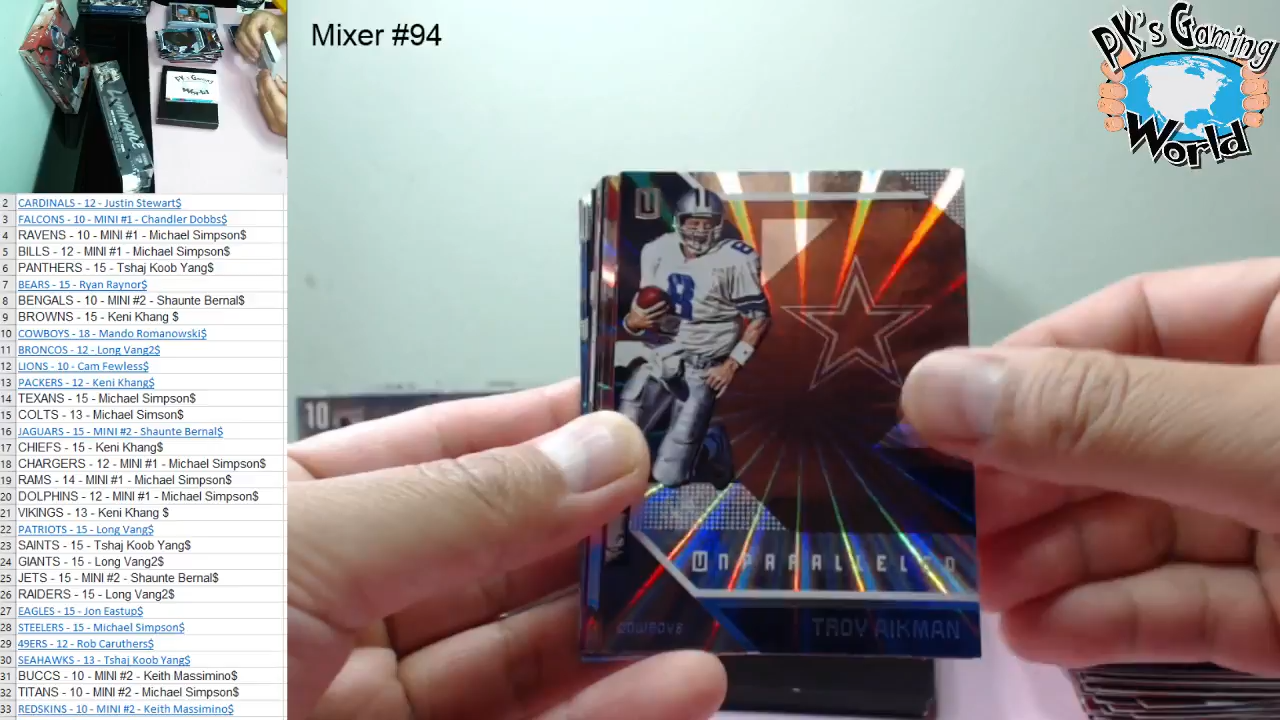 Mixer #94
PK's Gaming
World
PK's Gaming
World
LUMINANCE
2 CARDINALS - 12 - Justin Stewart$
3 FALCONS - 10 - MINI #1 - Chandler Dobbs$
4 RAVENS - 10 - MINI #1 - Michael Simpson$
5 BILLS - 12 - MINI #1 - Michael Simpson$
6 PANTHERS - 15 - Tshaj Koob Yang$
7 BEARS - 15 - Ryan Raynor$
8 BENGALS - 10 - MINI #2 - Shaunte Bernal$
9 BROWNS - 15 - Keni Khang $
10 COWBOYS - 18 - Mando Romanowski$
11 BRONCOS - 12 - Long Vang2$
12 LIONS - 10 - Cam Fewless$
13 PACKERS - 12 - Keni Khang$
14 TEXANS - 15 - Michael Simpson$
15 COLTS - 13 - Michael Simson$
16 JAGUARS - 15 - MINI #2 - Shaunte Bernal$
17 CHIEFS - 15 - Keni Khang$
18 CHARGERS - 12 - MINI #1 - Michael Simpson$
19 RAMS - 14 - MINI #1 - Michael Simpson$
20 DOLPHINS - 12 - MINI #1 - Michael Simpson$
21 VIKINGS - 13 - Keni Khang $
22 PATRIOTS - 15 - Long Vang$
23 SAINTS - 15 - Tshaj Koob Yang$
24 GIANTS - 15 - Long Vang2$
25 JETS - 15 - MINI #2 - Shaunte Bernal$
26 RAIDERS - 15 - Long Vang2$
27 EAGLES - 15 - Jon Eastup$
28 STEELERS - 15 - Michael Simpson$
29 49ERS - 12 - Rob Caruthers$
30 SEAHAWKS - 13 - Tshaj Koob Yang$
31 BUCCS - 10 - MINI #2 - Keith Massimino$
32 TITANS - 10 - MINI #2 - Michael Simpson$
33 REDSKINS - 10 - MINI #2 - Keith Massimino$
U
8
8
10
UNPARALLELED
COWBOYS
TROY AIKMAN